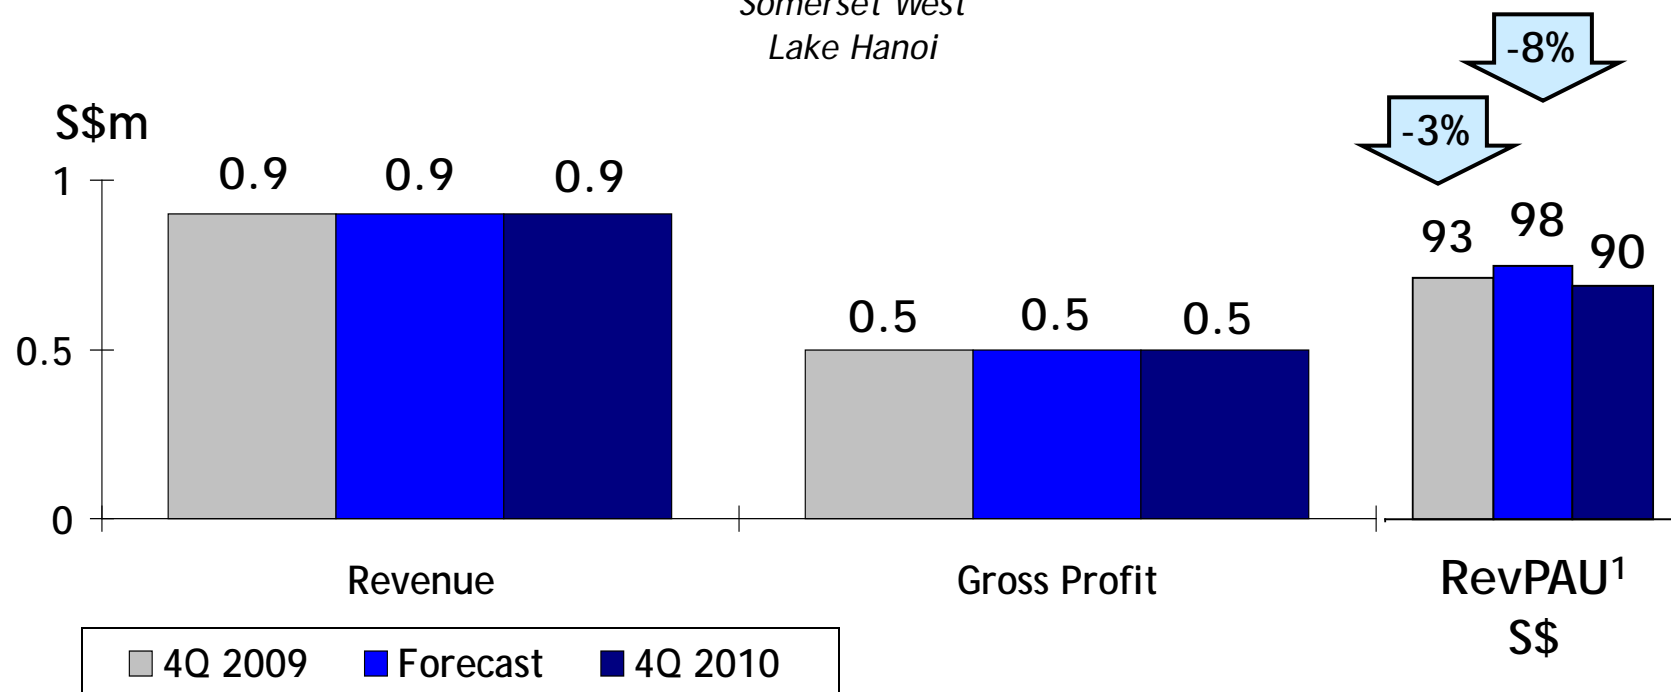 Somerset West
Lake Hanoi
-8%
-3%
S$m
1
0.9 0.9 0.9
93 98 90
0.5 0.5 0.5
0.5
0
Revenue Gross Profit RevPAU¹
S$
4Q 2009 Forecast 4Q 2010